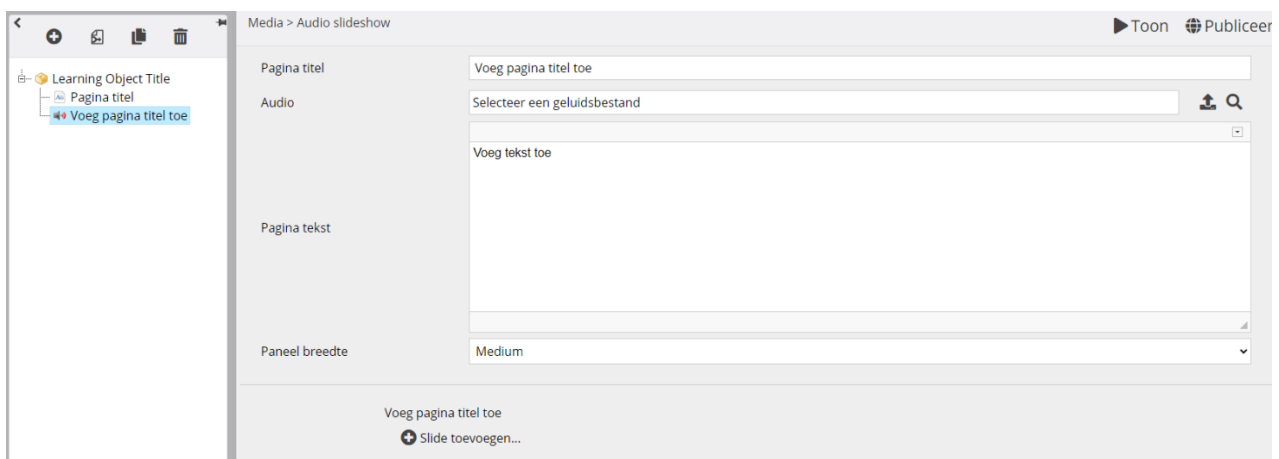 Media > Audio slideshow
Toon
Publiceer
Learning Object Title
Pagina titel
Voeg pagina titel toe
Pagina titel
Voeg pagina titel toe
Audio
Selecteer een geluidsbestand
Voeg tekst toe
Pagina tekst
Paneel breedte
Medium
Voeg pagina titel toe
Slide toevoegen...